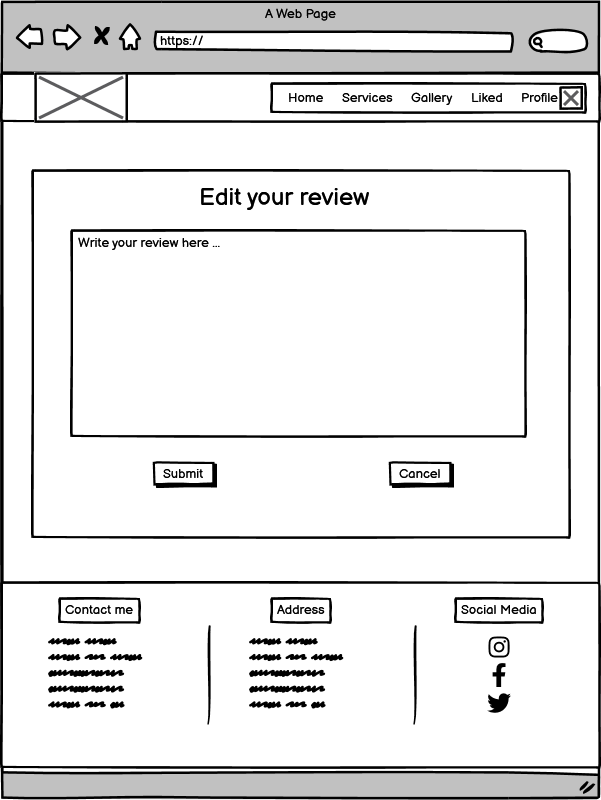 A Web Page
https://
Home Services Gallery Liked Profile
Edit your review
Write your review here ...
Submit Cancel
Contact me Address Social Media